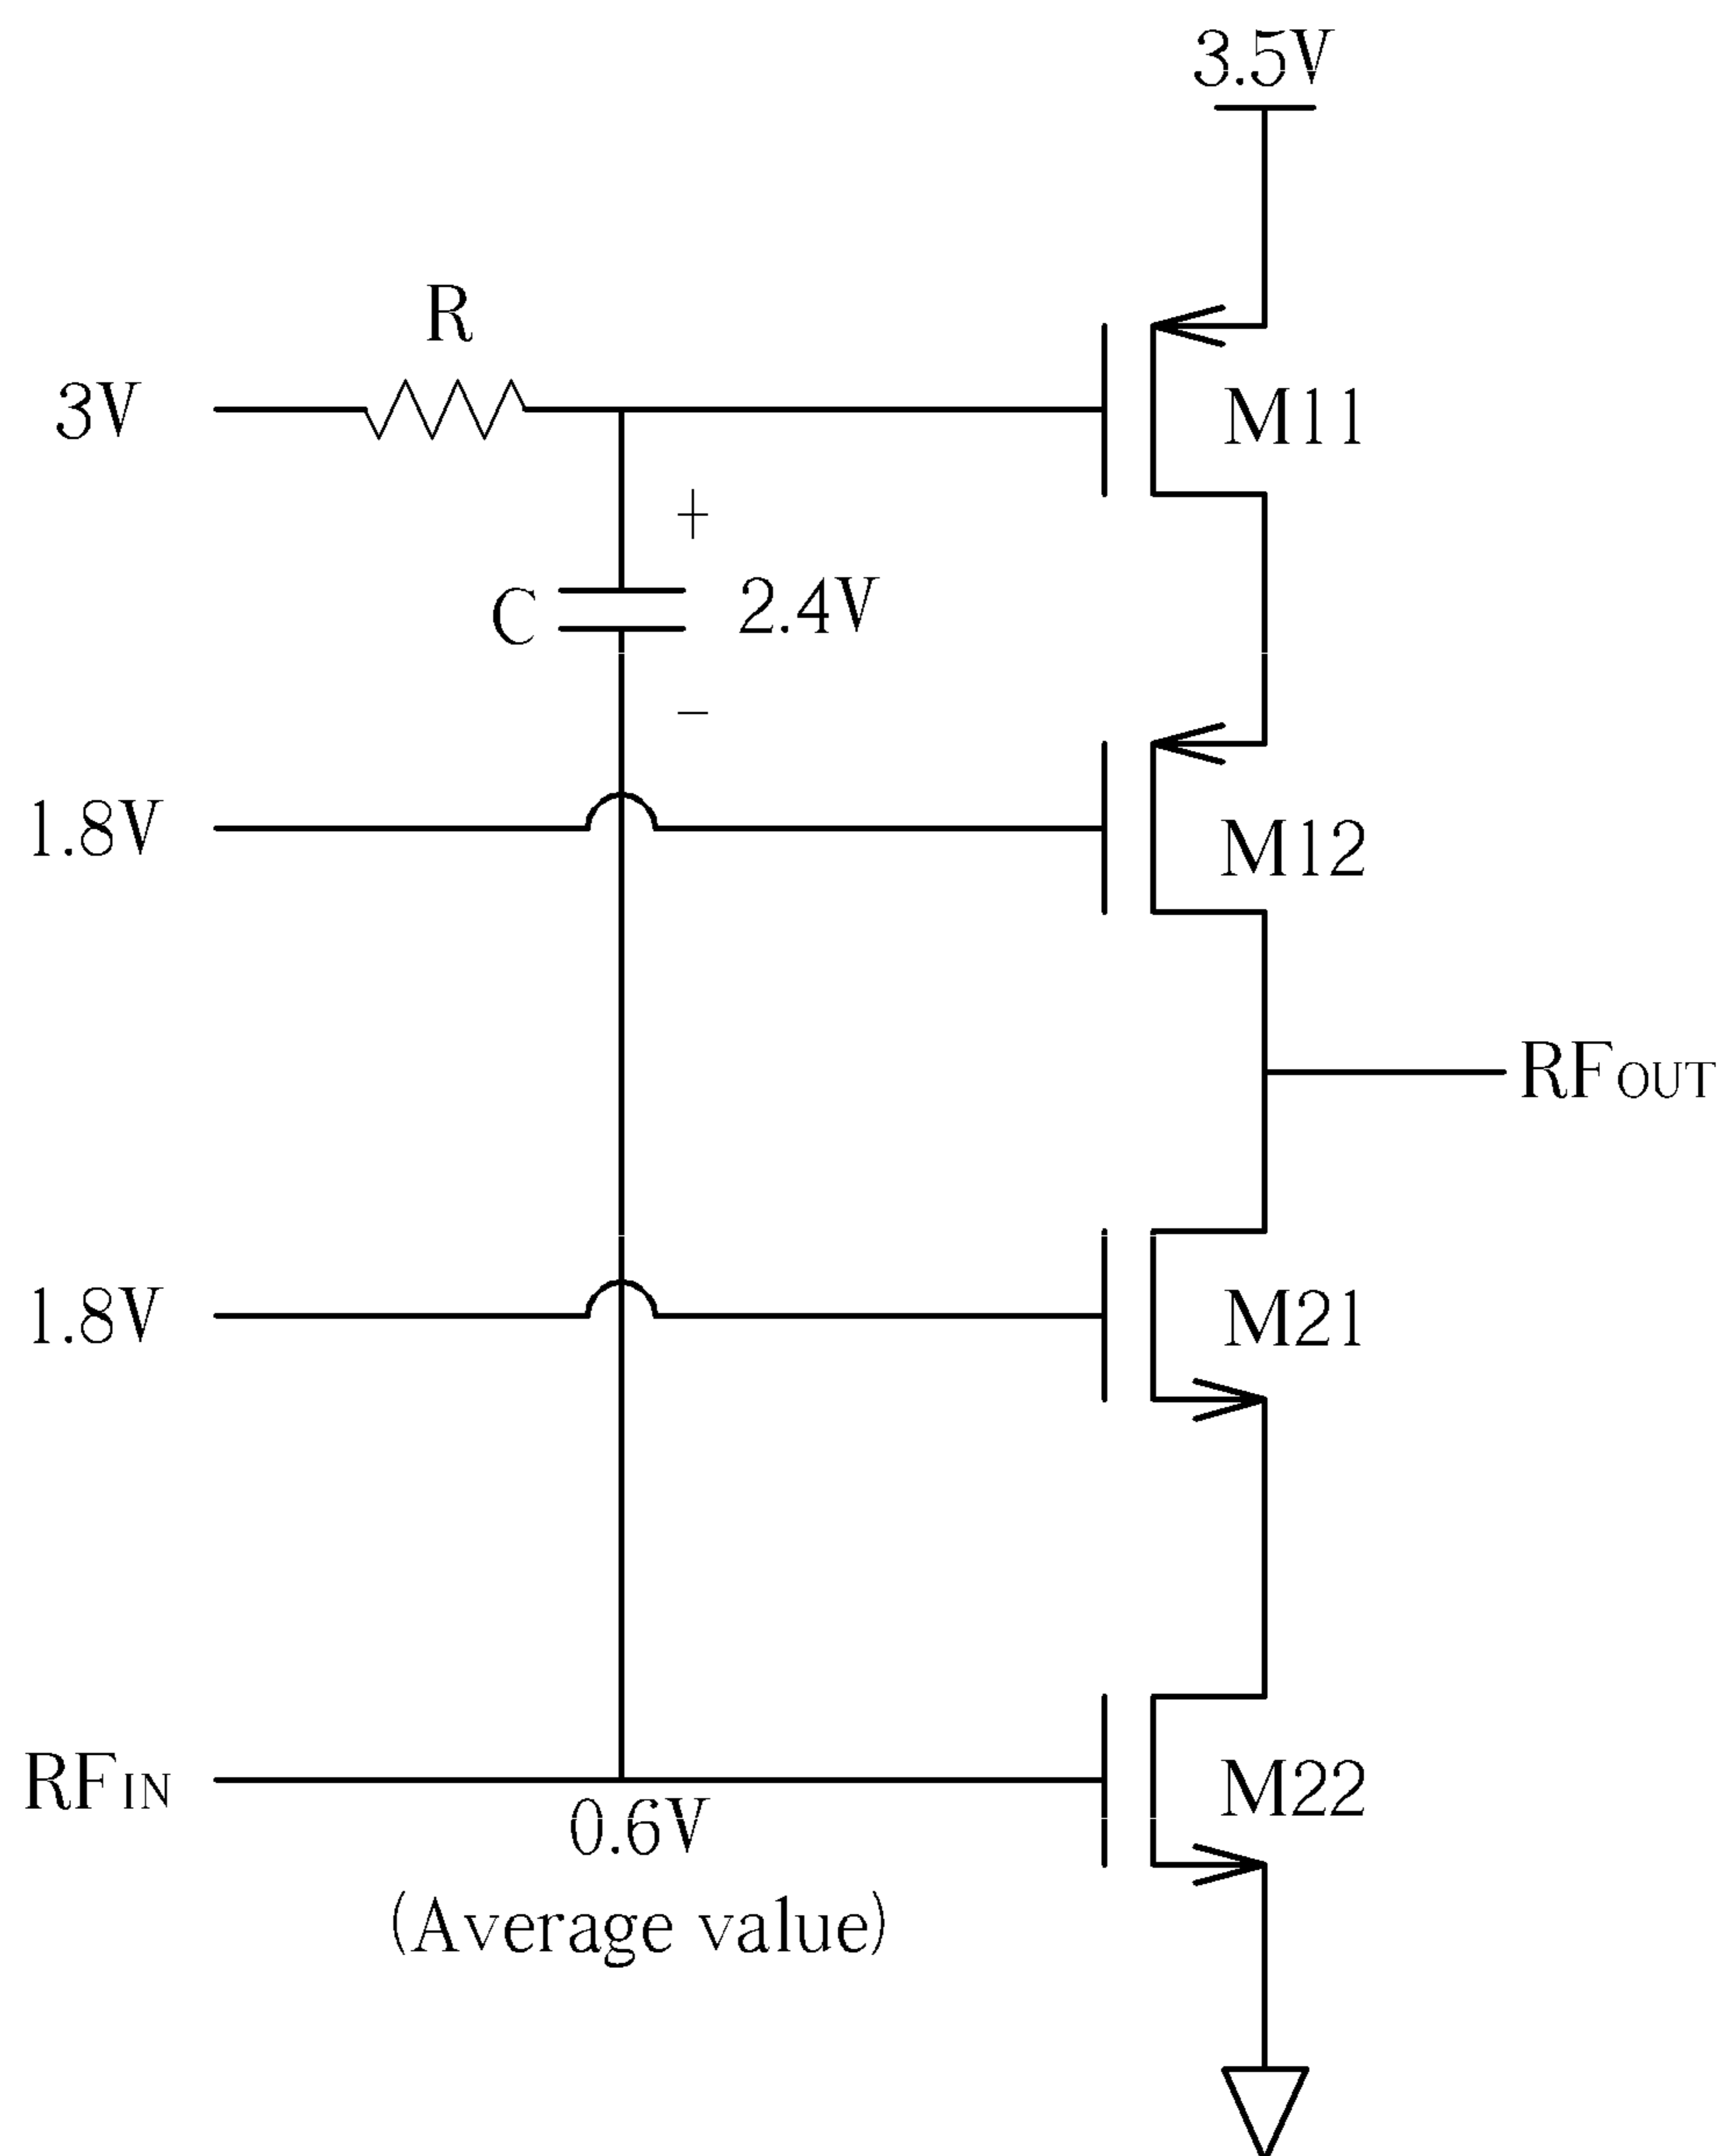 3.5V
R
3V
M11
+
C
2.4V
−
1.8V
M12
RFOUT
1.8V
M21
RFIN
M22
0.6V
(Average value)